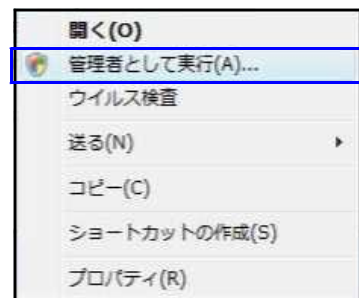 開く(O)
管理者として実行(A)...
ウイルス検査
送る(N)
コピー(C)
ショートカットの作成(S)
プロパティ(R)